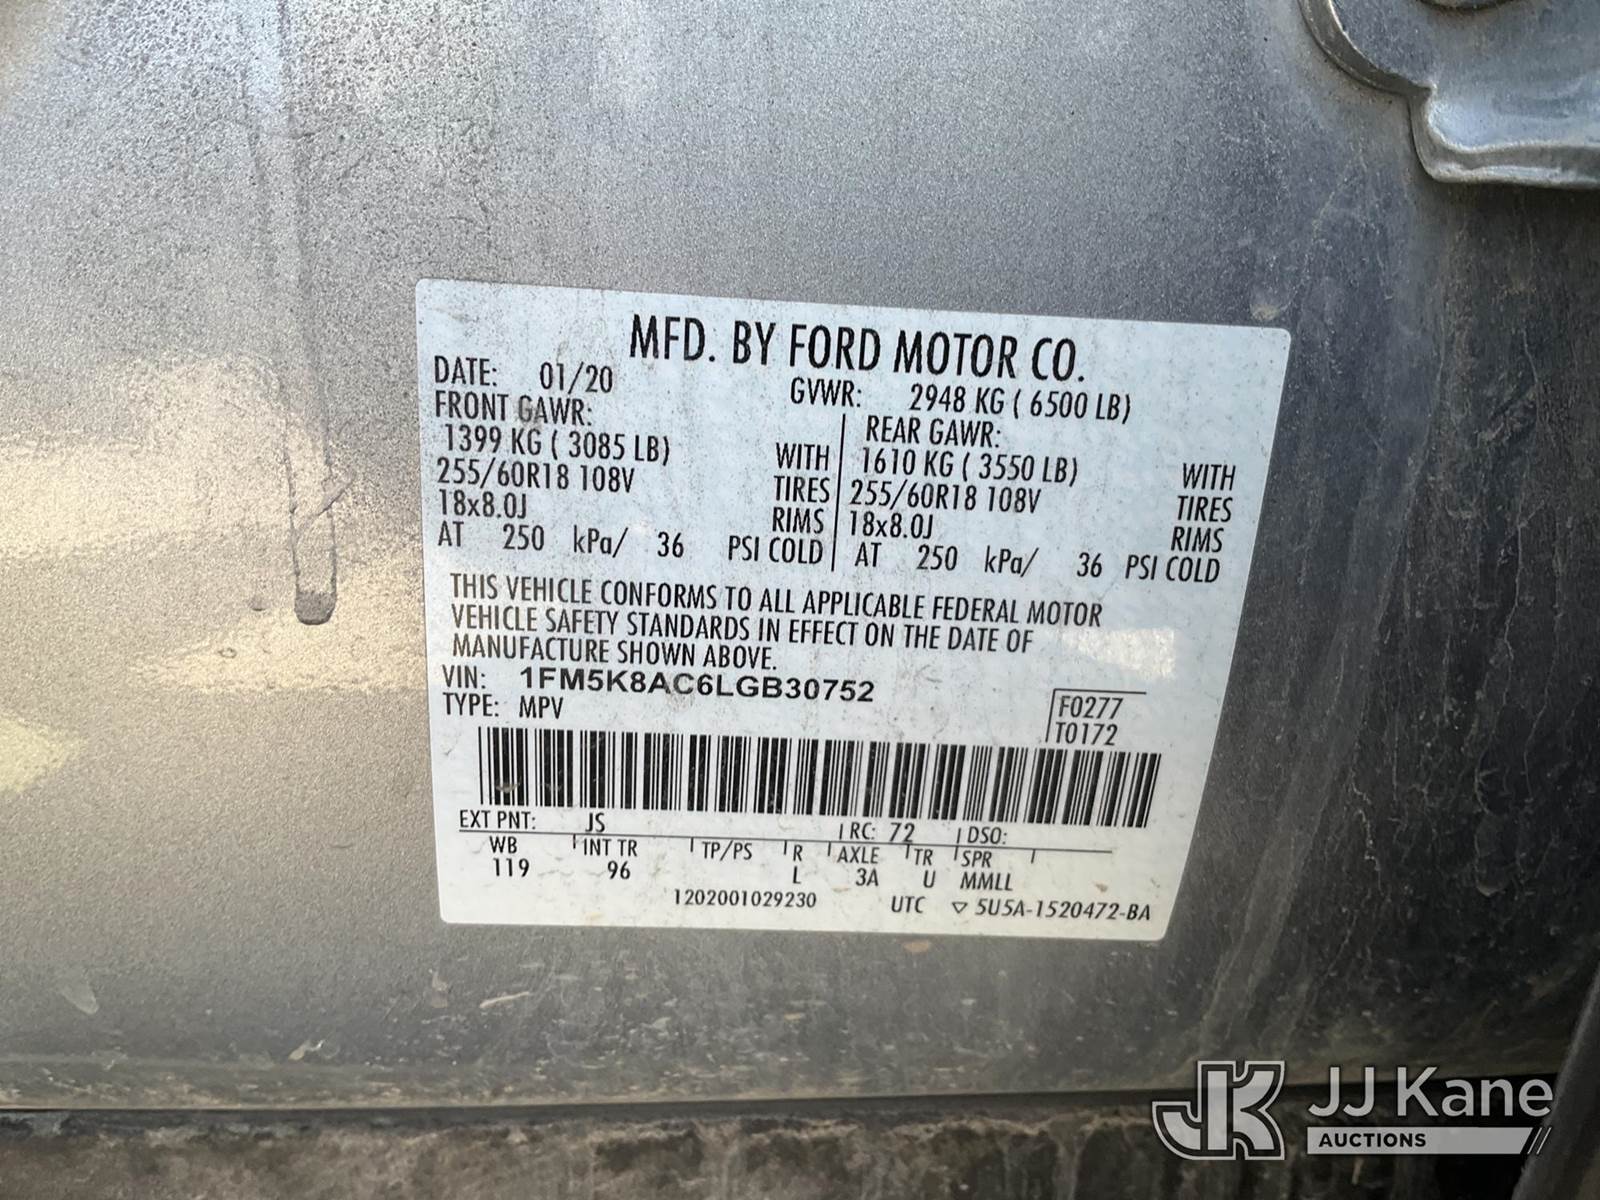 MFD. BY FORD MOTOR CO.
DATE: 01/20 GVWR: 2948 KG ( 6500 LB)
FRONT GAWR: REAR GAWR:
1399 KG ( 3085 LB) WITH 1610 KG ( 3550 LB) WITH
255/60R18 108V TIRES 255/60R18 108V TIRES
18x8.0J RIMS 18x8.0J RIMS
AT 250 kPa/ 36 PSI COLD AT 250 kPa/ 36 PSI COLD
THIS VEHICLE CONFORMS TO ALL APPLICABLE FEDERAL MOTOR
VEHICLE SAFETY STANDARDS IN EFFECT ON THE DATE OF
MANUFACTURE SHOWN ABOVE.
VIN: 1FM5K8AC6LGB30752
TYPE: MPV
F0277
T0172
EXT PNT: JS RC: 72 DSO:
WB INT TR TP/PS R AXLE TR SPR
119 96 L 3A U MMLL
1202001029230 UTC ▽ 5U5A-1520472-BA
JK JJ Kane
AUCTIONS